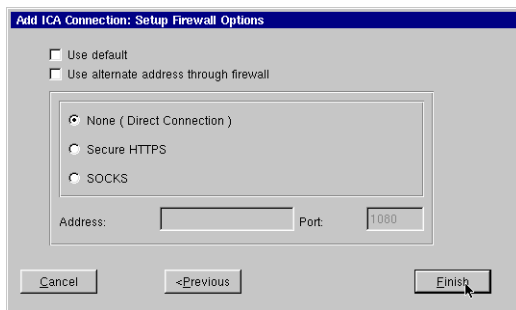 Add ICA Connection: Setup Firewall Options
Use default
Use alternate address through firewall
None ( Direct Connection )
Secure HTTPS
SOCKS
Address: Port: 1080
Cancel <Previous Finish